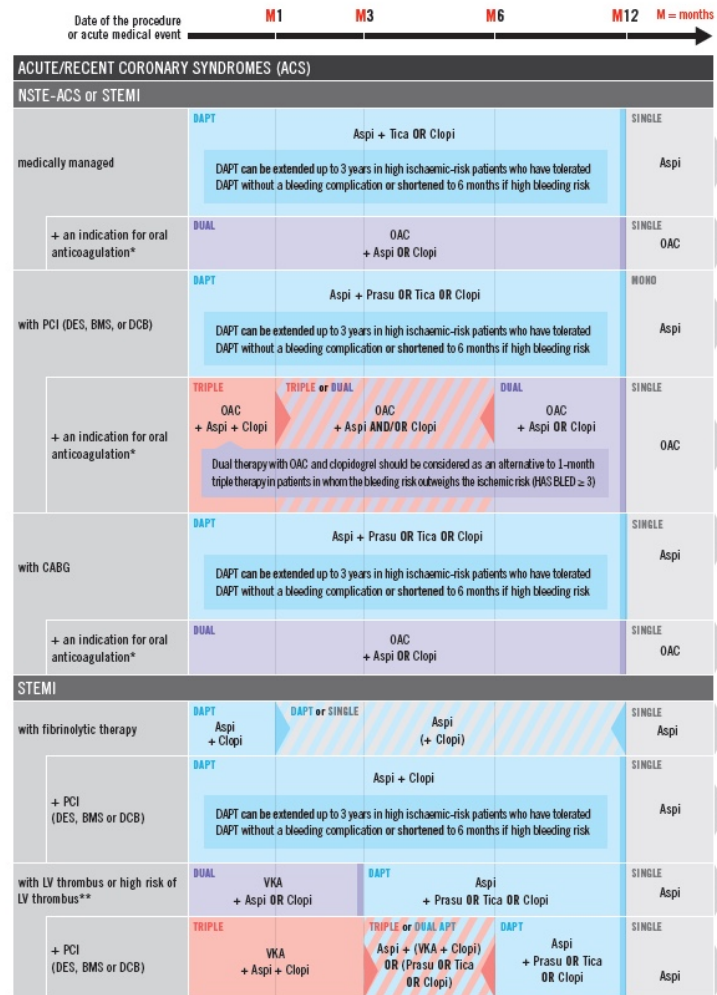 Date of the procedure
or acute medical event
M1
M3
M6
M12
M = months
ACUTE/RECENT CORONARY SYNDROMES (ACS)
NSTE-ACS or STEMI
medically managed
DAPT
Aspi + Tica OR Clopi
DAPT can be extended up to 3 years in high ischaemic-risk patients who have tolerated
DAPT without a bleeding complication or shortened to 6 months if high bleeding risk
SINGLE
Aspi
+ an indication for oral
anticoagulation*
DUAL
OAC
+ Aspi OR Clopi
SINGLE
OAC
with PCI (DES, BMS, or DCB)
DAPT
Aspi + Prasu OR Tica OR Clopi
DAPT can be extended up to 3 years in high ischaemic-risk patients who have tolerated
DAPT without a bleeding complication or shortened to 6 months if high bleeding risk
MONO
Aspi
+ an indication for oral
anticoagulation*
TRIPLE
OAC
+ Aspi + Clopi
TRIPLE or DUAL
OAC
+ Aspi AND/OR Clopi
DUAL
OAC
+ Aspi OR Clopi
Dual therapy with OAC and clopidogrel should be considered as an alternative to 1-month
triple therapy in patients in whom the bleeding risk outweighs the ischemic risk (HAS BLED ≥ 3)
SINGLE
OAC
with CABG
DAPT
Aspi + Prasu OR Tica OR Clopi
DAPT can be extended up to 3 years in high ischaemic-risk patients who have tolerated
DAPT without a bleeding complication or shortened to 6 months if high bleeding risk
SINGLE
Aspi
+ an indication for oral
anticoagulation*
DUAL
OAC
+ Aspi OR Clopi
SINGLE
OAC
STEMI
with fibrinolytic therapy
DAPT
Aspi
+ Clopi
DAPT or SINGLE
Aspi
(+ Clopi)
SINGLE
Aspi
+ PCI
(DES, BMS or DCB)
DAPT
Aspi + Clopi
DAPT can be extended up to 3 years in high ischaemic-risk patients who have tolerated
DAPT without a bleeding complication or shortened to 6 months if high bleeding risk
SINGLE
Aspi
with LV thrombus or high risk of
LV thrombus**
DUAL
VKA
+ Aspi OR Clopi
DAPT
Aspi
+ Prasu OR Tica OR Clopi
SINGLE
Aspi
+ PCI
(DES, BMS or DCB)
TRIPLE
VKA
+ Aspi + Clopi
TRIPLE or DUAL APT
Aspi + (VKA + Clopi)
OR (Prasu OR Tica
OR Clopi)
DAPT
Aspi
+ Prasu OR Tica
OR Clopi
SINGLE
Aspi